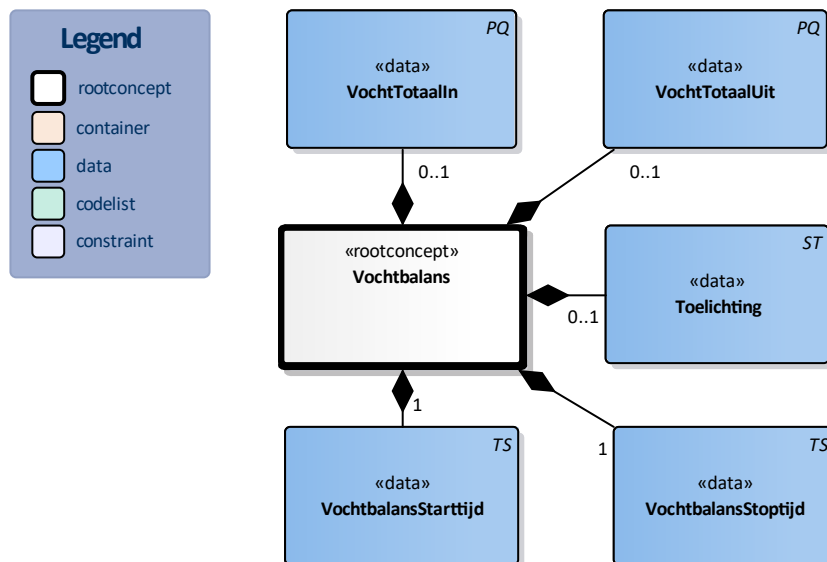 Legend
rootconcept
container
data
codelist
constraint
PQ
«data»
VochtTotaalIn
0..1
PQ
«data»
VochtTotaalUit
0..1
«rootconcept»
Vochtbalans
ST
«data»
Toelichting
0..1
1
TS
«data»
VochtbalansStarttijd
1
TS
«data»
VochtbalansStoptijd